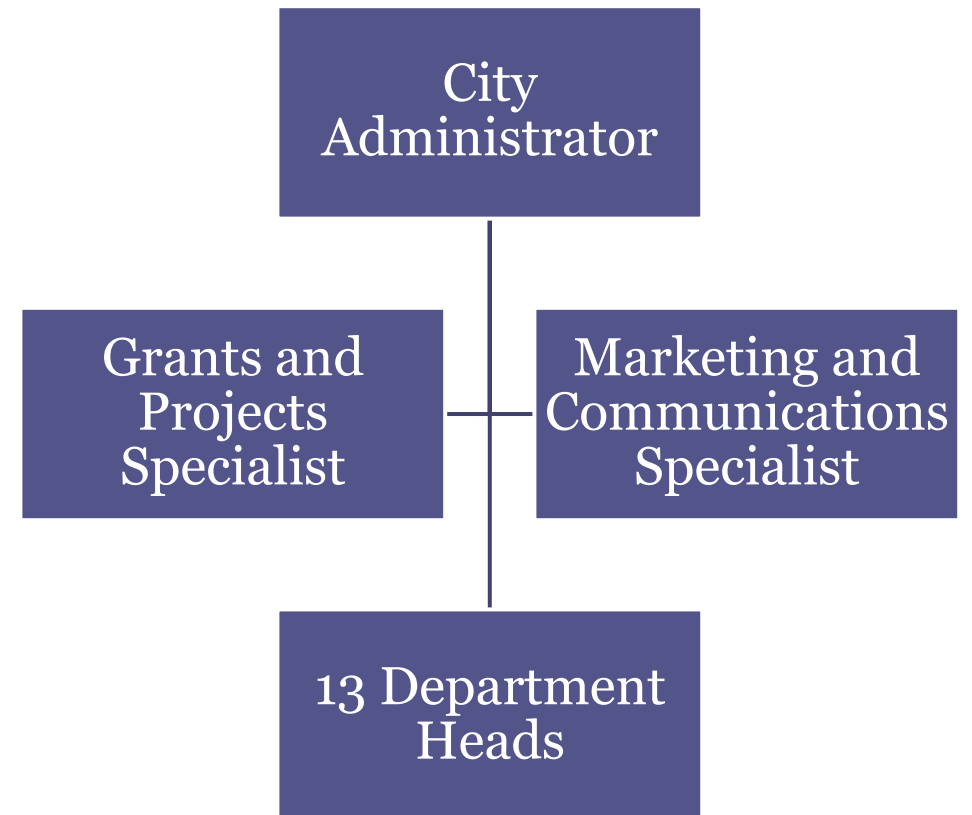 City
Administrator
Grants and
Projects
Specialist
Marketing and
Communications
Specialist
13 Department
Heads